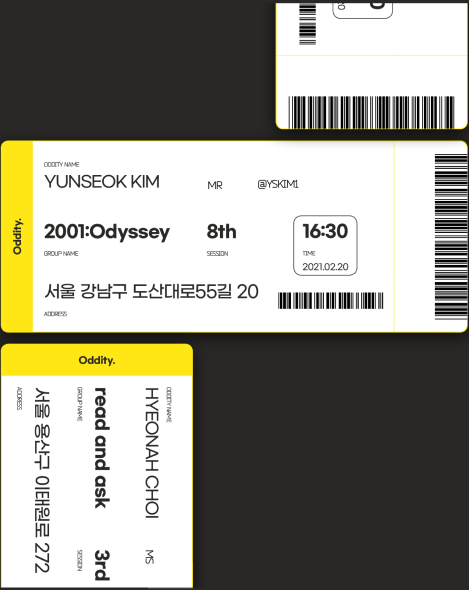 ODDITY NAME
YUNSEOK KIM MR @YSKIM1
Oddity.
2001:Odyssey 8th 16:30
GROUP NAME SESSION TIME
2021.02.20
서울 강남구 도산대로55길 20
ADDRESS
Oddity.
ODDITY NAME
HYEONAH CHOI MS
read and ask 3rd
GROUP NAME SESSION
서울 용산구 이태원로 272
ADDRESS